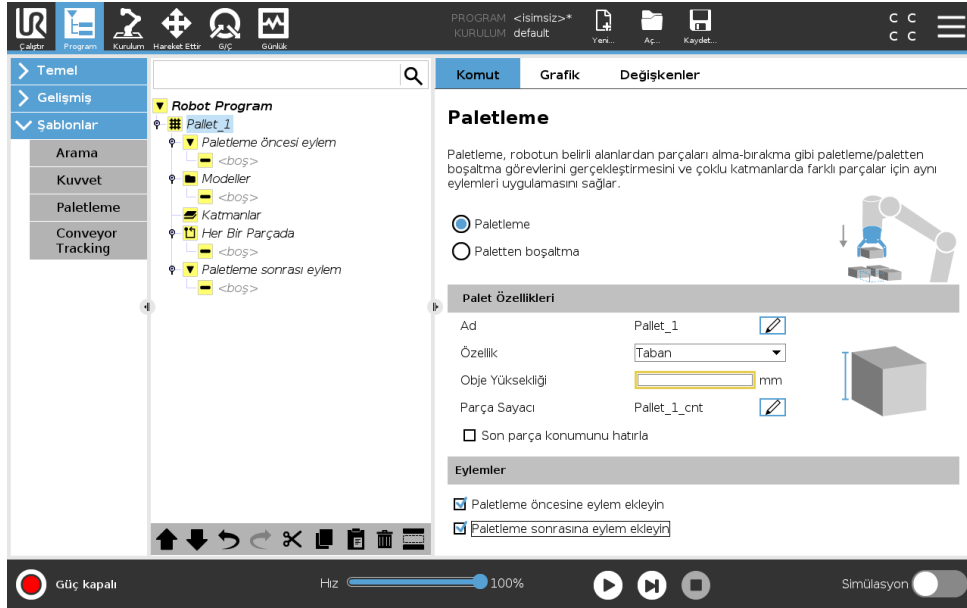 PROGRAM <isimsiz>*
KURULUM default
Çalıştır
Program
Kurulum
Hareket Ettir
G/Ç
Günlük
Yeni...
Aç...
Kaydet...
C C
C C
Temel
Gelişmiş
Şablonlar
Arama
Kuvvet
Paletleme
Conveyor
Tracking
Robot Program
Pallet_1
Paletleme öncesi eylem
<boş>
Modeller
<boş>
Katmanlar
Her Bir Parçada
<boş>
Paletleme sonrası eylem
<boş>
Komut
Grafik
Değişkenler
Paletleme
Paletleme, robotun belirli alanlardan parçaları alma-bırakma gibi paletleme/paletten
boşaltma görevlerini gerçekleştirmesini ve çoklu katmanlarda farklı parçalar için aynı
eylemleri uygulamasını sağlar.
Paletleme
Paletten boşaltma
Palet Özellikleri
Ad Pallet_1
Özellik Taban
Obje Yüksekliği mm
Parça Sayacı Pallet_1_cnt
Son parça konumunu hatırla
Eylemler
Paletleme öncesine eylem ekleyin
Paletleme sonrasına eylem ekleyin
Güç kapalı
Hız 100%
Simülasyon